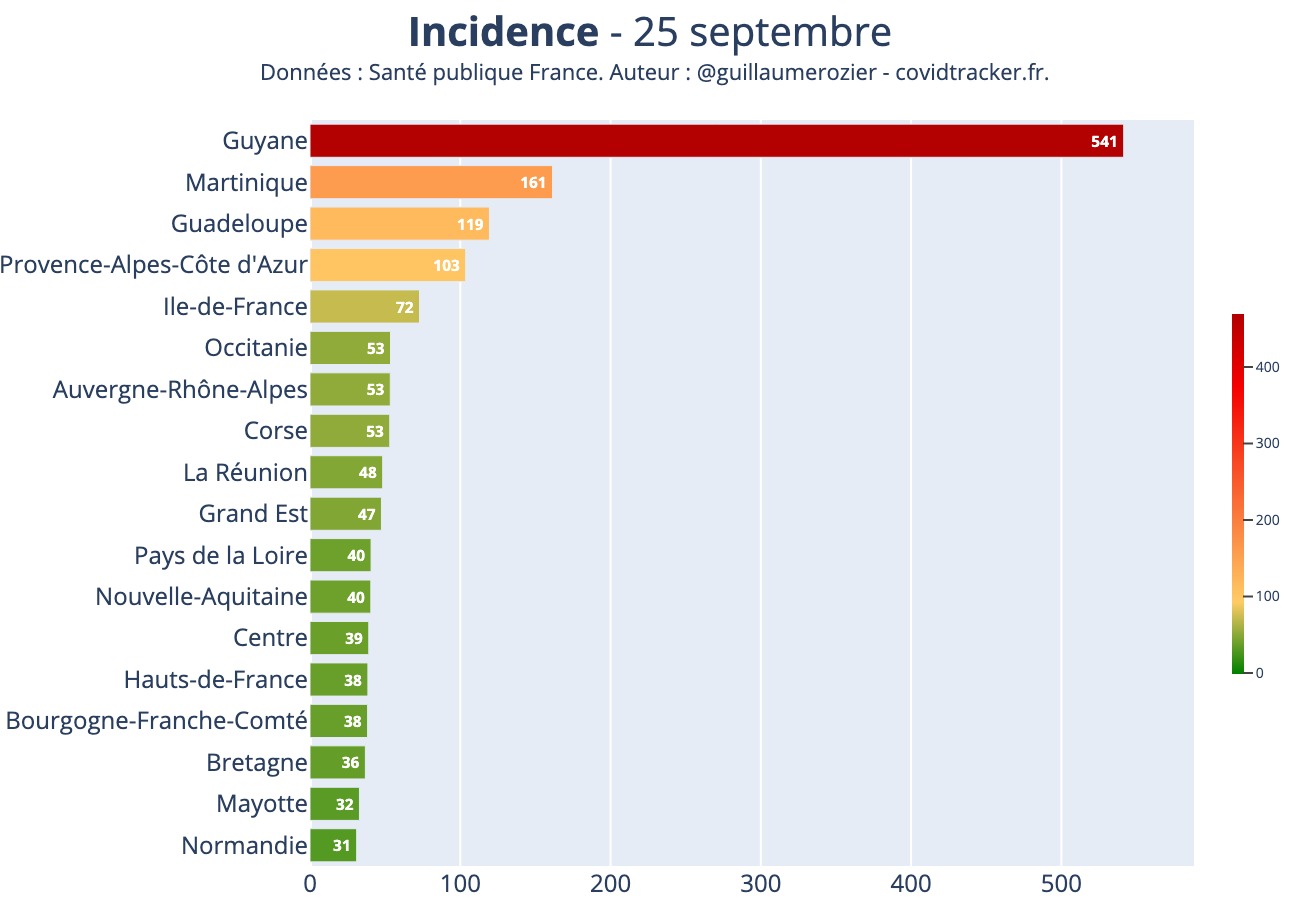 Incidence - 25 septembre
Données : Santé publique France. Auteur : @guillaumerozier - covidtracker.fr.
Guyane 541
Martinique 161
Guadeloupe 119
Provence-Alpes-Côte d'Azur 103
Ile-de-France 72
Occitanie 53
Auvergne-Rhône-Alpes 53
Corse 53
La Réunion 48
Grand Est 47
Pays de la Loire 40
Nouvelle-Aquitaine 40
Centre 39
Hauts-de-France 38
Bourgogne-Franche-Comté 38
Bretagne 36
Mayotte 32
Normandie 31
0 100 200 300 400 500
400
300
200
100
0